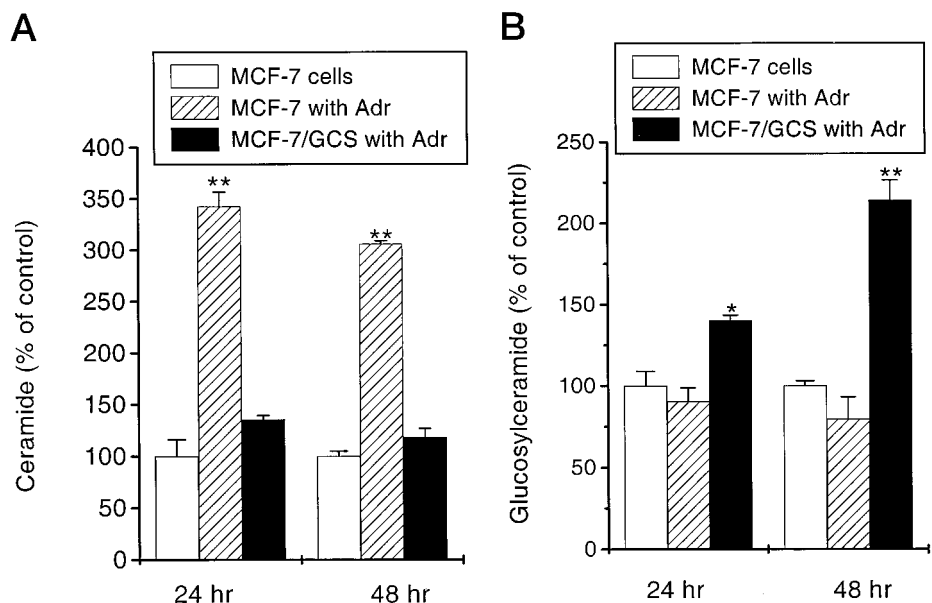 A
MCF-7 cells
MCF-7 with Adr
MCF-7/GCS with Adr
Ceramide (% of control)
400
350
300
250
200
150
100
50
0
**
**
24 hr
48 hr
B
MCF-7 cells
MCF-7 with Adr
MCF-7/GCS with Adr
Glucosylceramide (% of control)
250
200
150
100
50
0
*
**
24 hr
48 hr